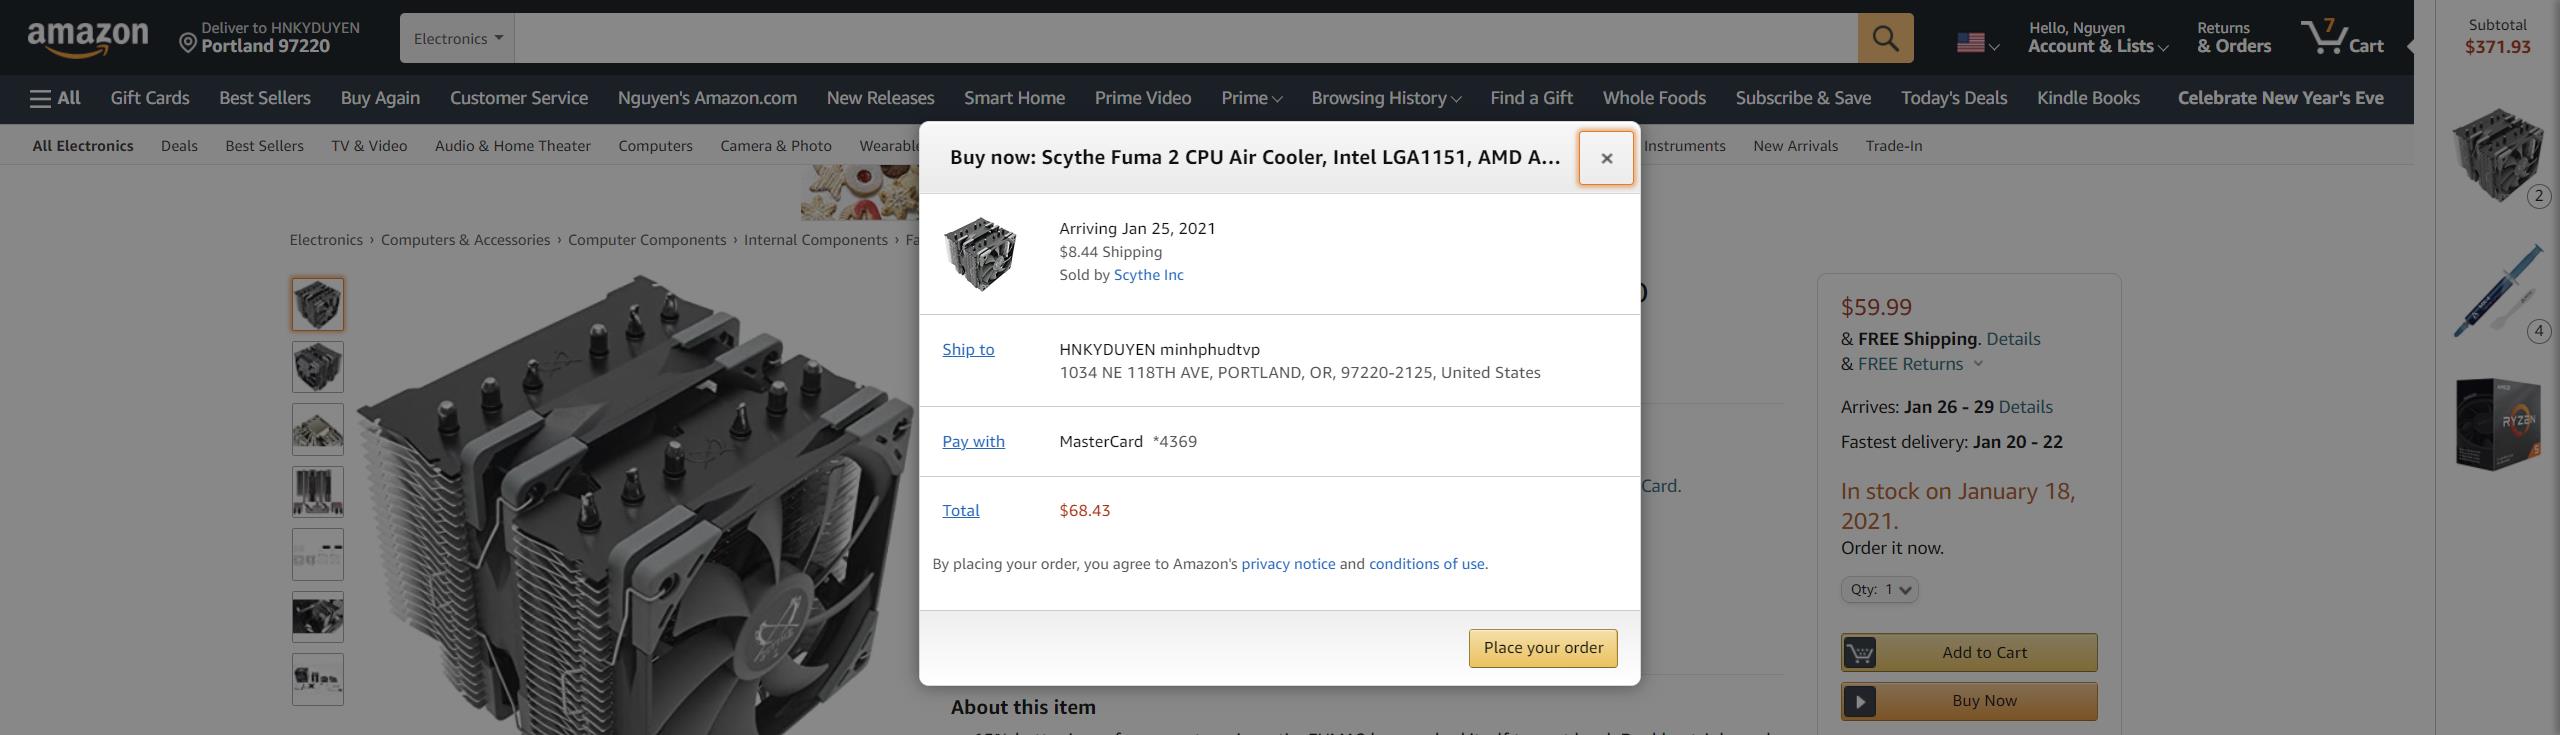 amazon
Deliver to HNKYDUYEN
Portland 97220
Electronics
Hello, Nguyen
Account & Lists
Returns
& Orders
7
Cart
Subtotal
$371.93
All Gift Cards Best Sellers Buy Again Customer Service Nguyen's Amazon.com New Releases Smart Home Prime Video Prime Browsing History Find a Gift Whole Foods Subscribe & Save Today's Deals Kindle Books Celebrate New Year's Eve
All Electronics Deals Best Sellers TV & Video Audio & Home Theater Computers Camera & Photo Wearable Instruments New Arrivals Trade-In
Electronics › Computers & Accessories › Computer Components › Internal Components › Fa
Buy now: Scythe Fuma 2 CPU Air Cooler, Intel LGA1151, AMD A...
×
Arriving Jan 25, 2021
$8.44 Shipping
Sold by Scythe Inc
Ship to
HNKYDUYEN minhphudtvp
1034 NE 118TH AVE, PORTLAND, OR, 97220-2125, United States
Pay with
MasterCard *4369
Total
$68.43
By placing your order, you agree to Amazon's privacy notice and conditions of use.
Place your order
Card.
About this item
$59.99
& FREE Shipping. Details
& FREE Returns
Arrives: Jan 26 - 29 Details
Fastest delivery: Jan 20 - 22
In stock on January 18,
2021.
Order it now.
Qty: 1
Add to Cart
Buy Now
2
4
RYZEN
5